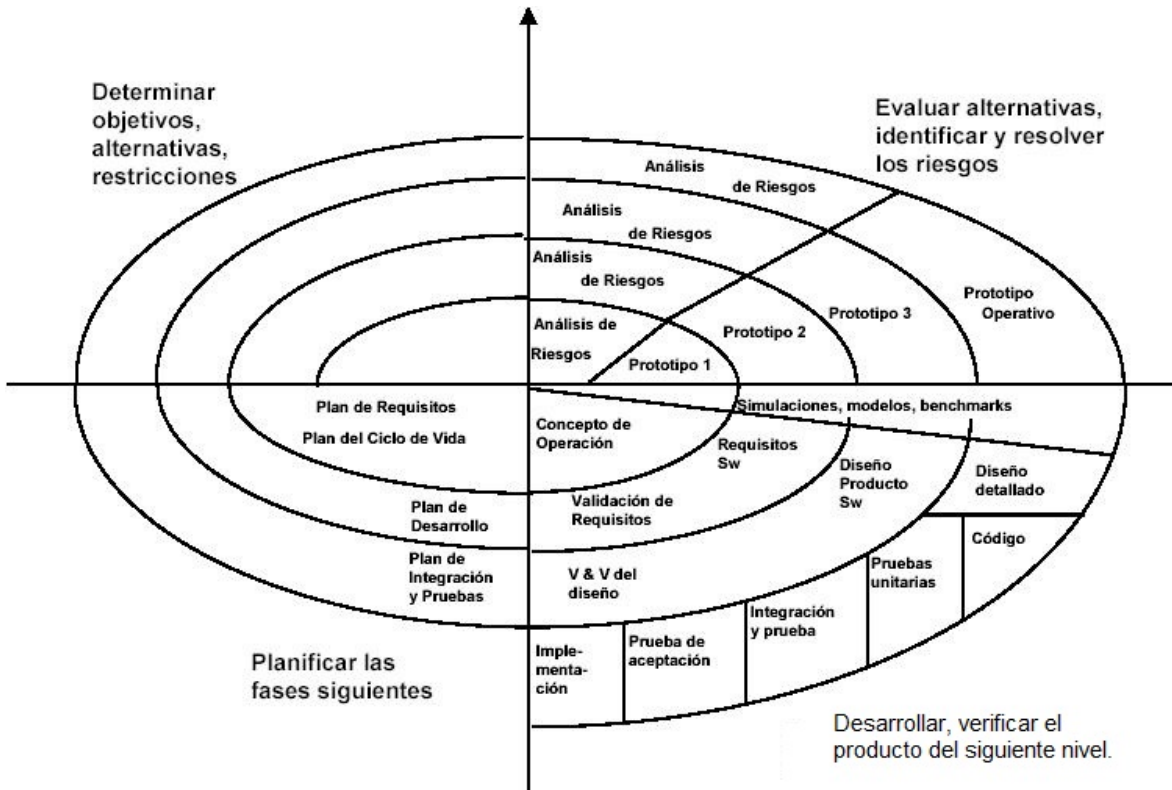 Determinar
objetivos,
alternativas,
restricciones
Evaluar alternativas,
identificar y resolver
los riesgos
Análisis
de Riesgos
Análisis
de Riesgos
Análisis
de Riesgos
Análisis de
Riesgos
Prototipo 1
Prototipo 2
Prototipo 3
Prototipo
Operativo
Simulaciones, modelos, benchmarks
Plan de Requisitos
Plan del Ciclo de Vida
Concepto de
Operación
Requisitos
Sw
Diseño
Producto
Sw
Diseño
detallado
Plan de
Desarrollo
Validación de
Requisitos
Código
Plan de
Integración
y Pruebas
V & V del
diseño
Pruebas
unitarias
Integración
y prueba
Prueba de
aceptación
Imple-
menta-
ción
Planificar las
fases siguientes
Desarrollar, verificar el
producto del siguiente nivel.